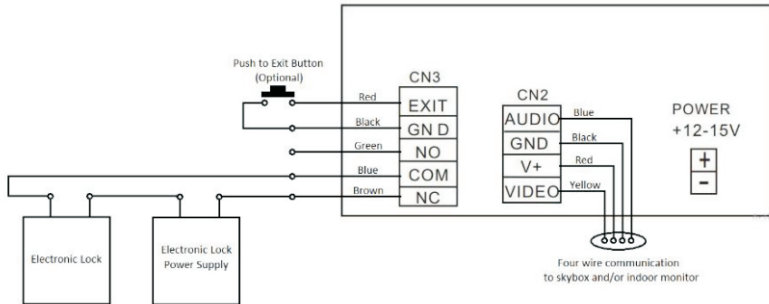 Push to Exit Button
(Optional)
CN3
Red
EXIT
Black
GND
Green
NO
Blue
COM
Brown
NC
CN2
AUDIO
Blue
GND
Black
V+
Red
VIDEO
Yellow
POWER
+12-15V
+
-
Electronic Lock
Electronic Lock
Power Supply
Four wire communication
to skybox and/or indoor monitor